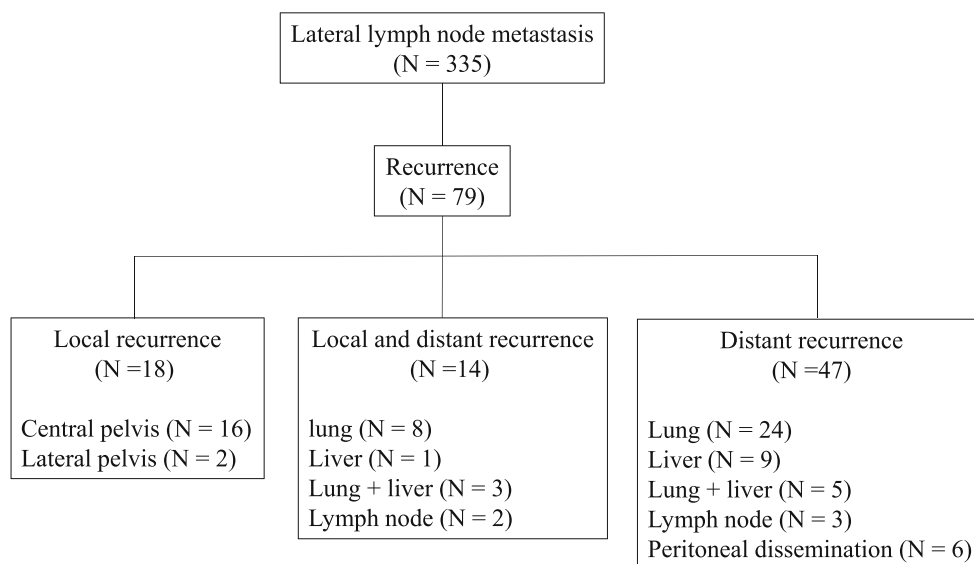 Lateral lymph node metastasis
(N = 335)
Recurrence
(N = 79)
Local recurrence
(N =18)
Central pelvis (N = 16)
Lateral pelvis (N = 2)
Local and distant recurrence
(N =14)
lung (N = 8)
Liver (N = 1)
Lung + liver (N = 3)
Lymph node (N = 2)
Distant recurrence
(N =47)
Lung (N = 24)
Liver (N = 9)
Lung + liver (N = 5)
Lymph node (N = 3)
Peritoneal dissemination (N = 6)